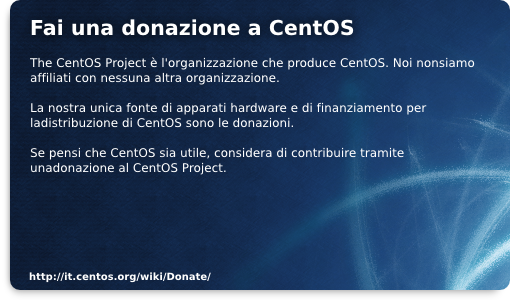 Fai una donazione a CentOS
The CentOS Project è l'organizzazione che produce CentOS. Noi nonsiamo
affiliati con nessuna altra organizzazione.
La nostra unica fonte di apparati hardware e di finanziamento per
ladistribuzione di CentOS sono le donazioni.
Se pensi che CentOS sia utile, considera di contribuire tramite
unadonazione al CentOS Project.
http://it.centos.org/wiki/Donate/